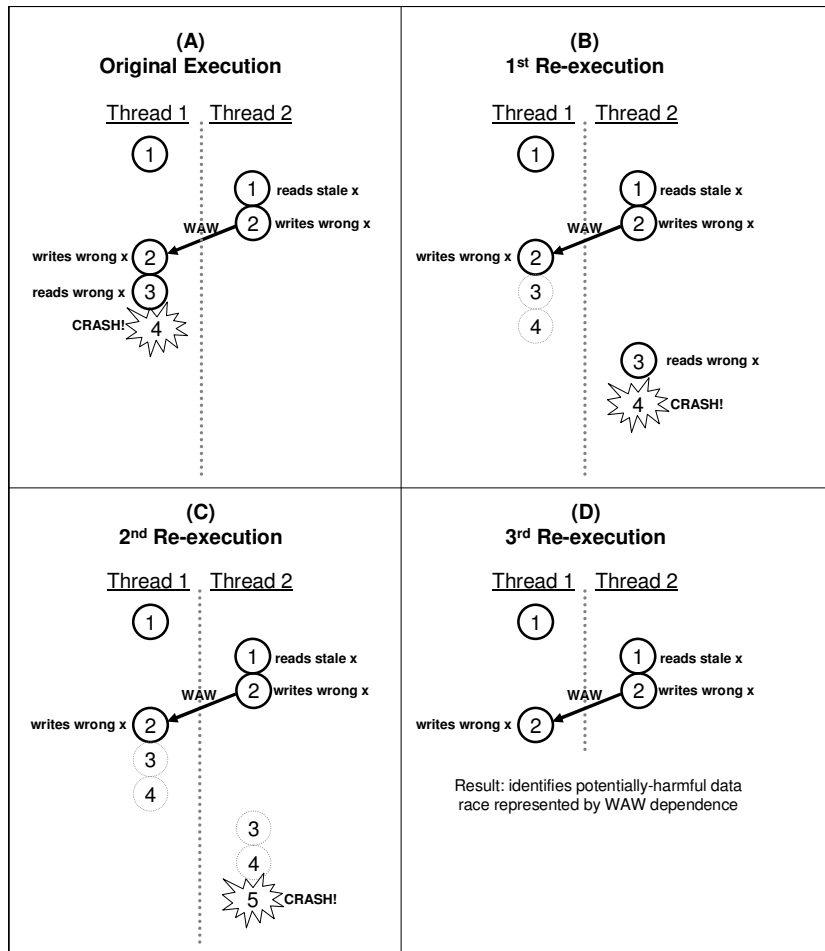 (A)
Original Execution
Thread 1 Thread 2
1
1 reads stale x
WAW 2 writes wrong x
writes wrong x 2
reads wrong x 3
CRASH! 4
(B)
1st Re-execution
Thread 1 Thread 2
1
1 reads stale x
WAW 2 writes wrong x
writes wrong x 2
3
4
3 reads wrong x
4 CRASH!
(C)
2nd Re-execution
Thread 1 Thread 2
1
1 reads stale x
WAW 2 writes wrong x
writes wrong x 2
3
4
3
4
5 CRASH!
(D)
3rd Re-execution
Thread 1 Thread 2
1
1 reads stale x
WAW 2 writes wrong x
writes wrong x 2
Result: identifies potentially-harmful data
race represented by WAW dependence